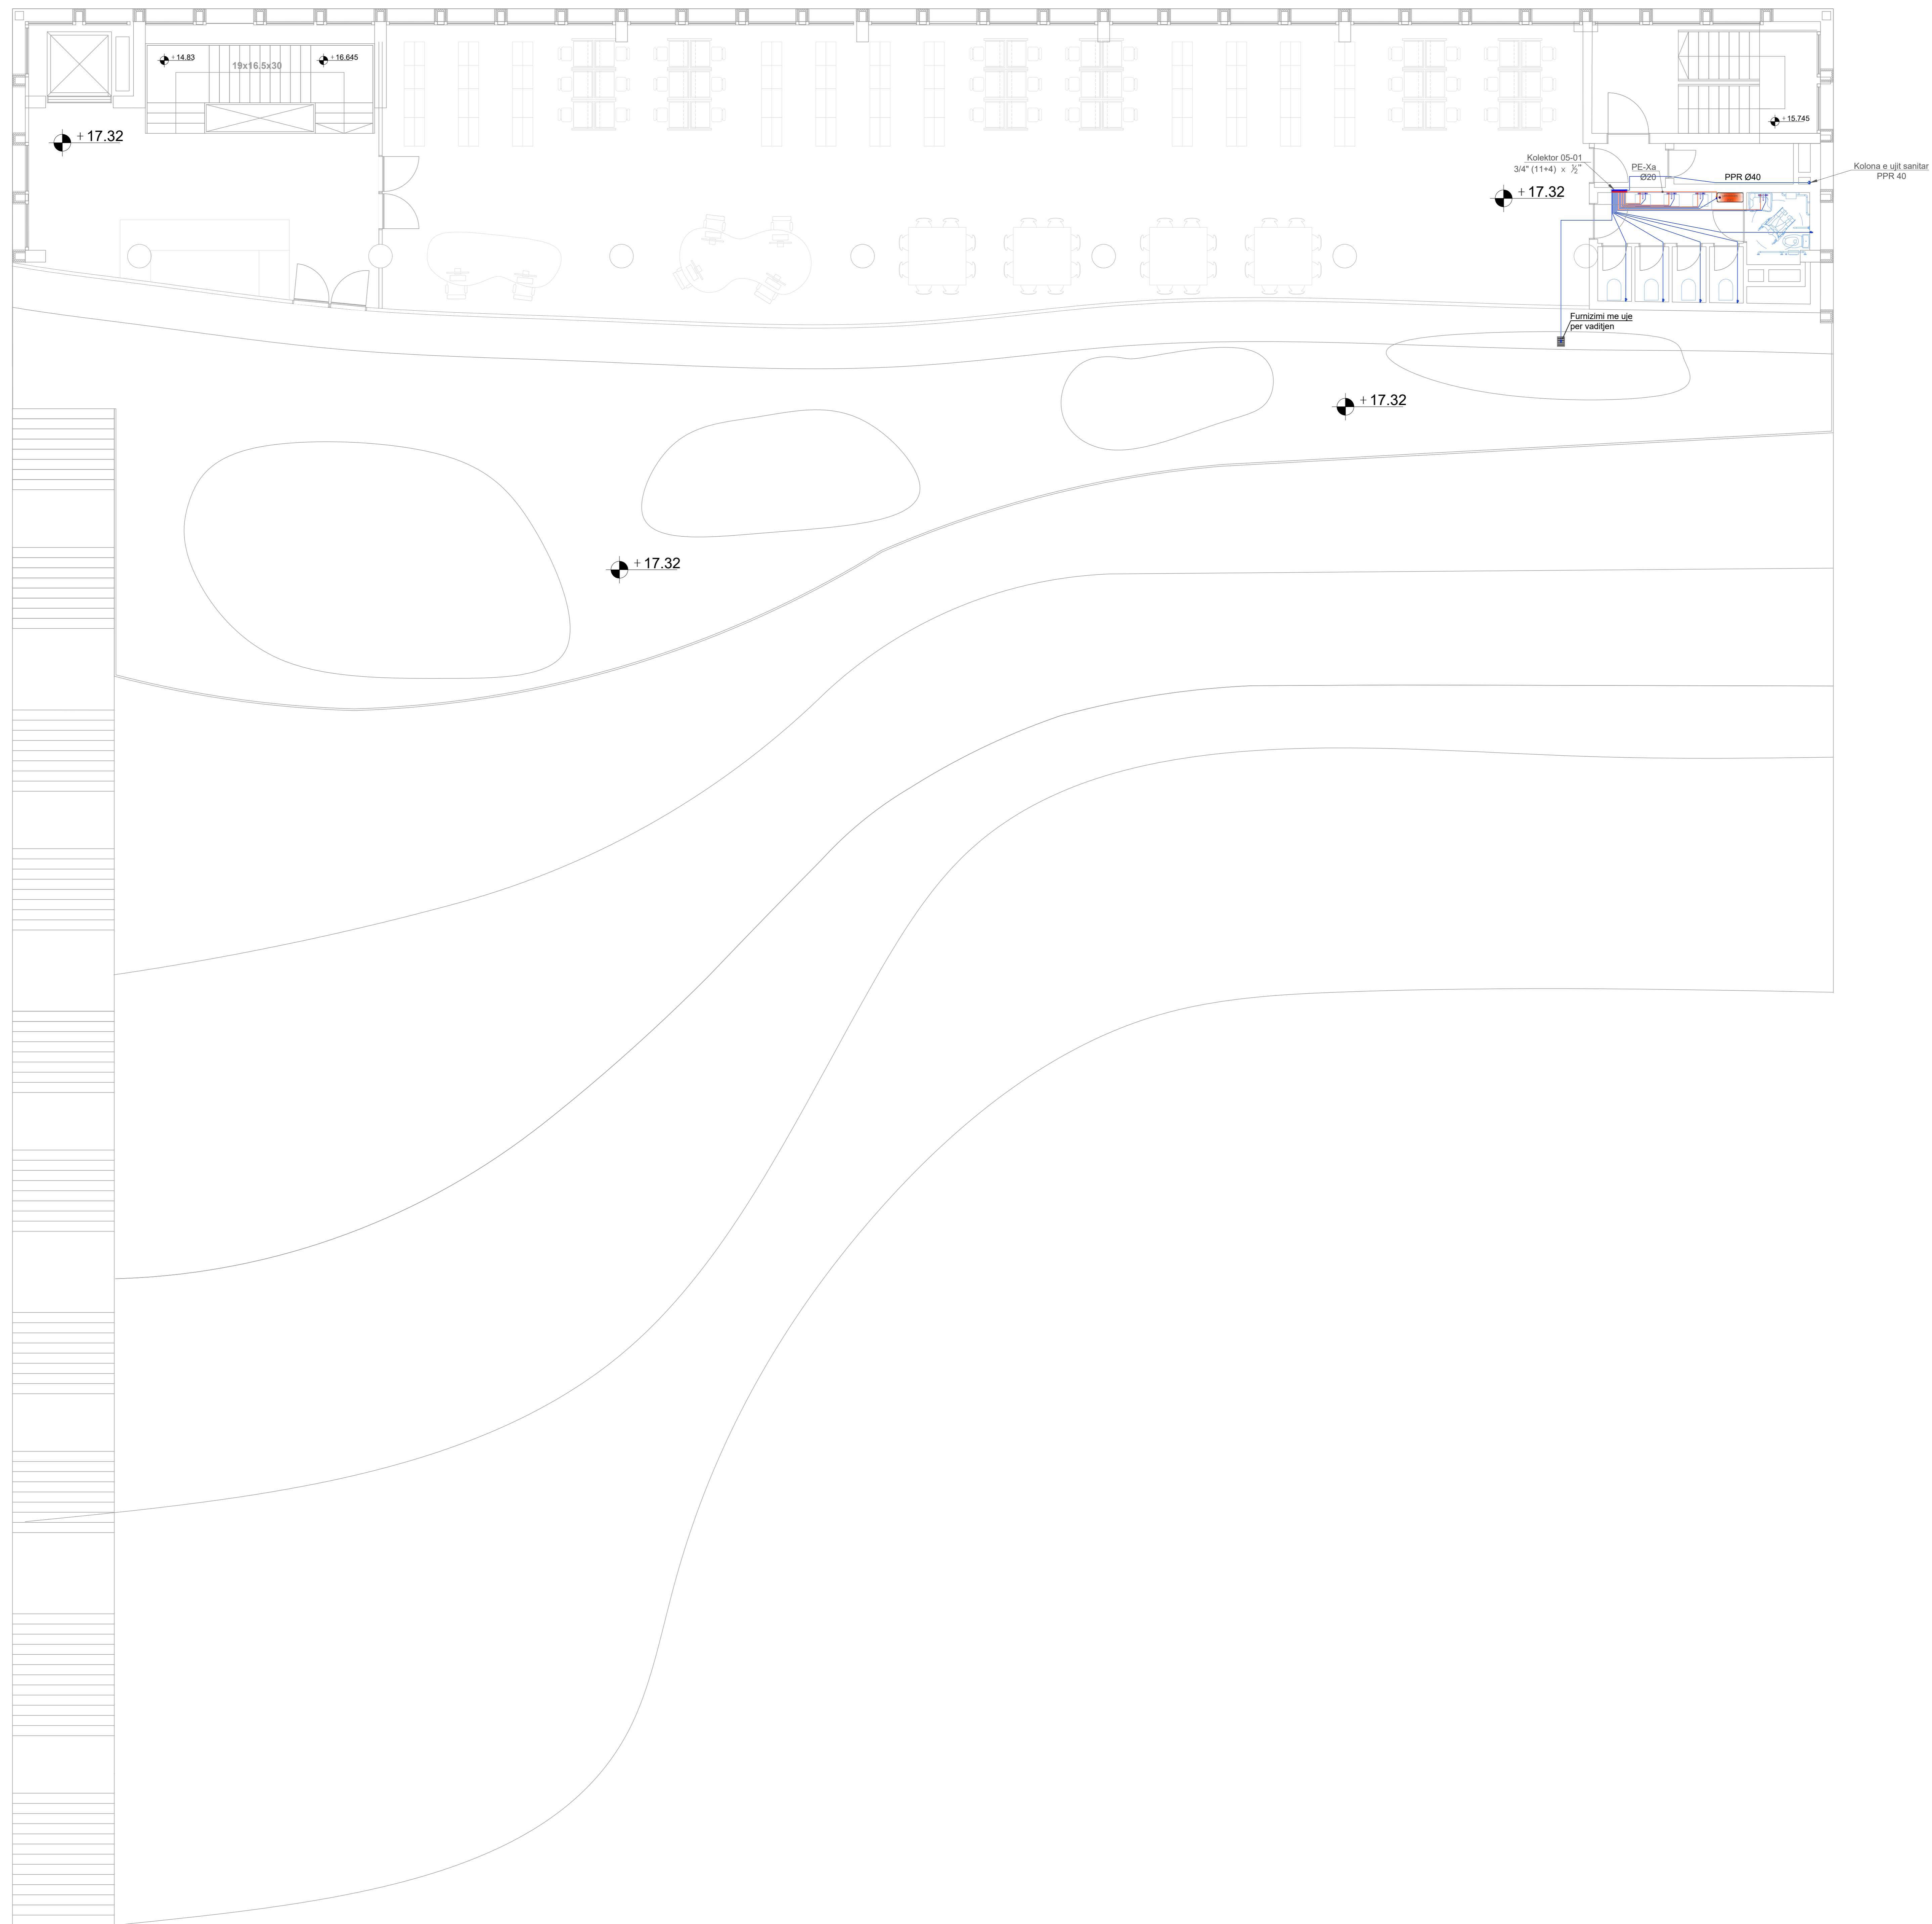 +14.83
19x16.5x30
+16.645
+17.32
+15.745
Kolektor 05-01
3/4" (11+4) x ½"
PE-Xa
Ø20
PPR Ø40
Kolona e ujit sanitar
PPR 40
+17.32
Furnizimi me uje
per vaditjen
+17.32
+17.32